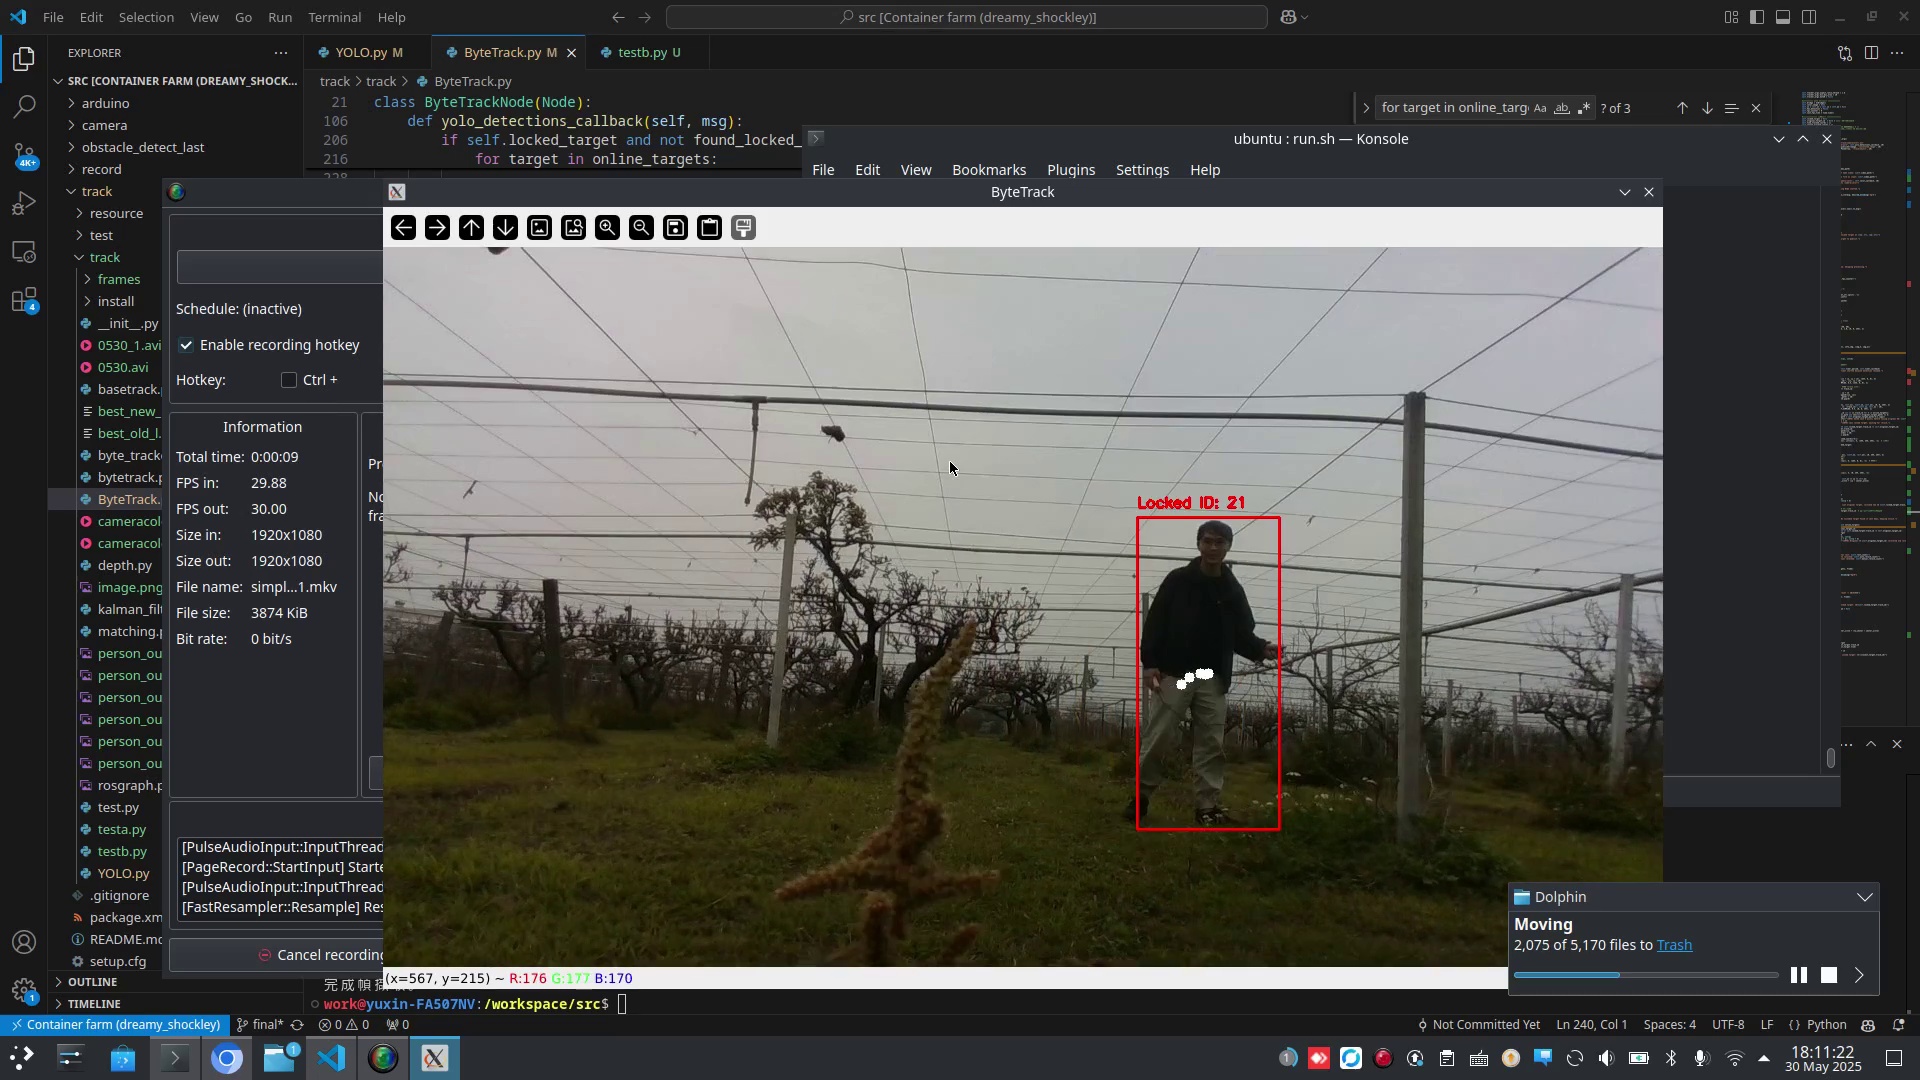 File Edit Selection View Go Run Terminal Help
src [Container farm (dreamy_shockley)]
EXPLORER
SRC [CONTAINER FARM (DREAMY_SHOCK...
arduino
camera
obstacle_detect_last
record
track
resource
test
track
frames
install
__init__.py
0530_1.avi
0530.avi
basetrack.
best_new_
best_old_l.
byte_track
bytetrack.p
ByteTrack.
cameracol
cameracol
depth.py
image.png
kalman_filt
matching.p
person_ou
person_ou
person_ou
person_ou
person_ou
person_ou
rosgraph.p
test.py
testa.py
testb.py
YOLO.py
.gitignore
package.xm
README.md
setup.cfg
OUTLINE
TIMELINE
4K+
4
1
YOLO.py M
ByteTrack.py M
testb.py U
track > track > ByteTrack.py
21 class ByteTrackNode(Node):
106 def yolo_detections_callback(self, msg):
206 if self.locked_target and not found_locked_
216 for target in online_targets:
228
for target in online_targ
Aa ab
? of 3
ubuntu : run.sh — Konsole
File Edit View Bookmarks Plugins Settings Help
Schedule: (inactive)
Enable recording hotkey
Hotkey: Ctrl +
Information
Total time: 0:00:09
FPS in: 29.88
FPS out: 30.00
Size in: 1920x1080
Size out: 1920x1080
File name: simpl...1.mkv
File size: 3874 KiB
Bit rate: 0 bit/s
Pr
No
fra
[PulseAudioInput::InputThread
[PageRecord::StartInput] Starte
[PulseAudioInput::InputThread
[FastResampler::Resample] Res
Cancel recording
ByteTrack
Locked ID: 21
(x=567, y=215) ~ R:176 G:177 B:170
work@yuxin-FA507NV:/workspace/src$
Dolphin
Moving
2,075 of 5,170 files to Trash
Container farm (dreamy_shockley)
final*
0 0
0
Not Committed Yet
Ln 240, Col 1
Spaces: 4
UTF-8
LF
{} Python
1
1
18:11:22
30 May 2025